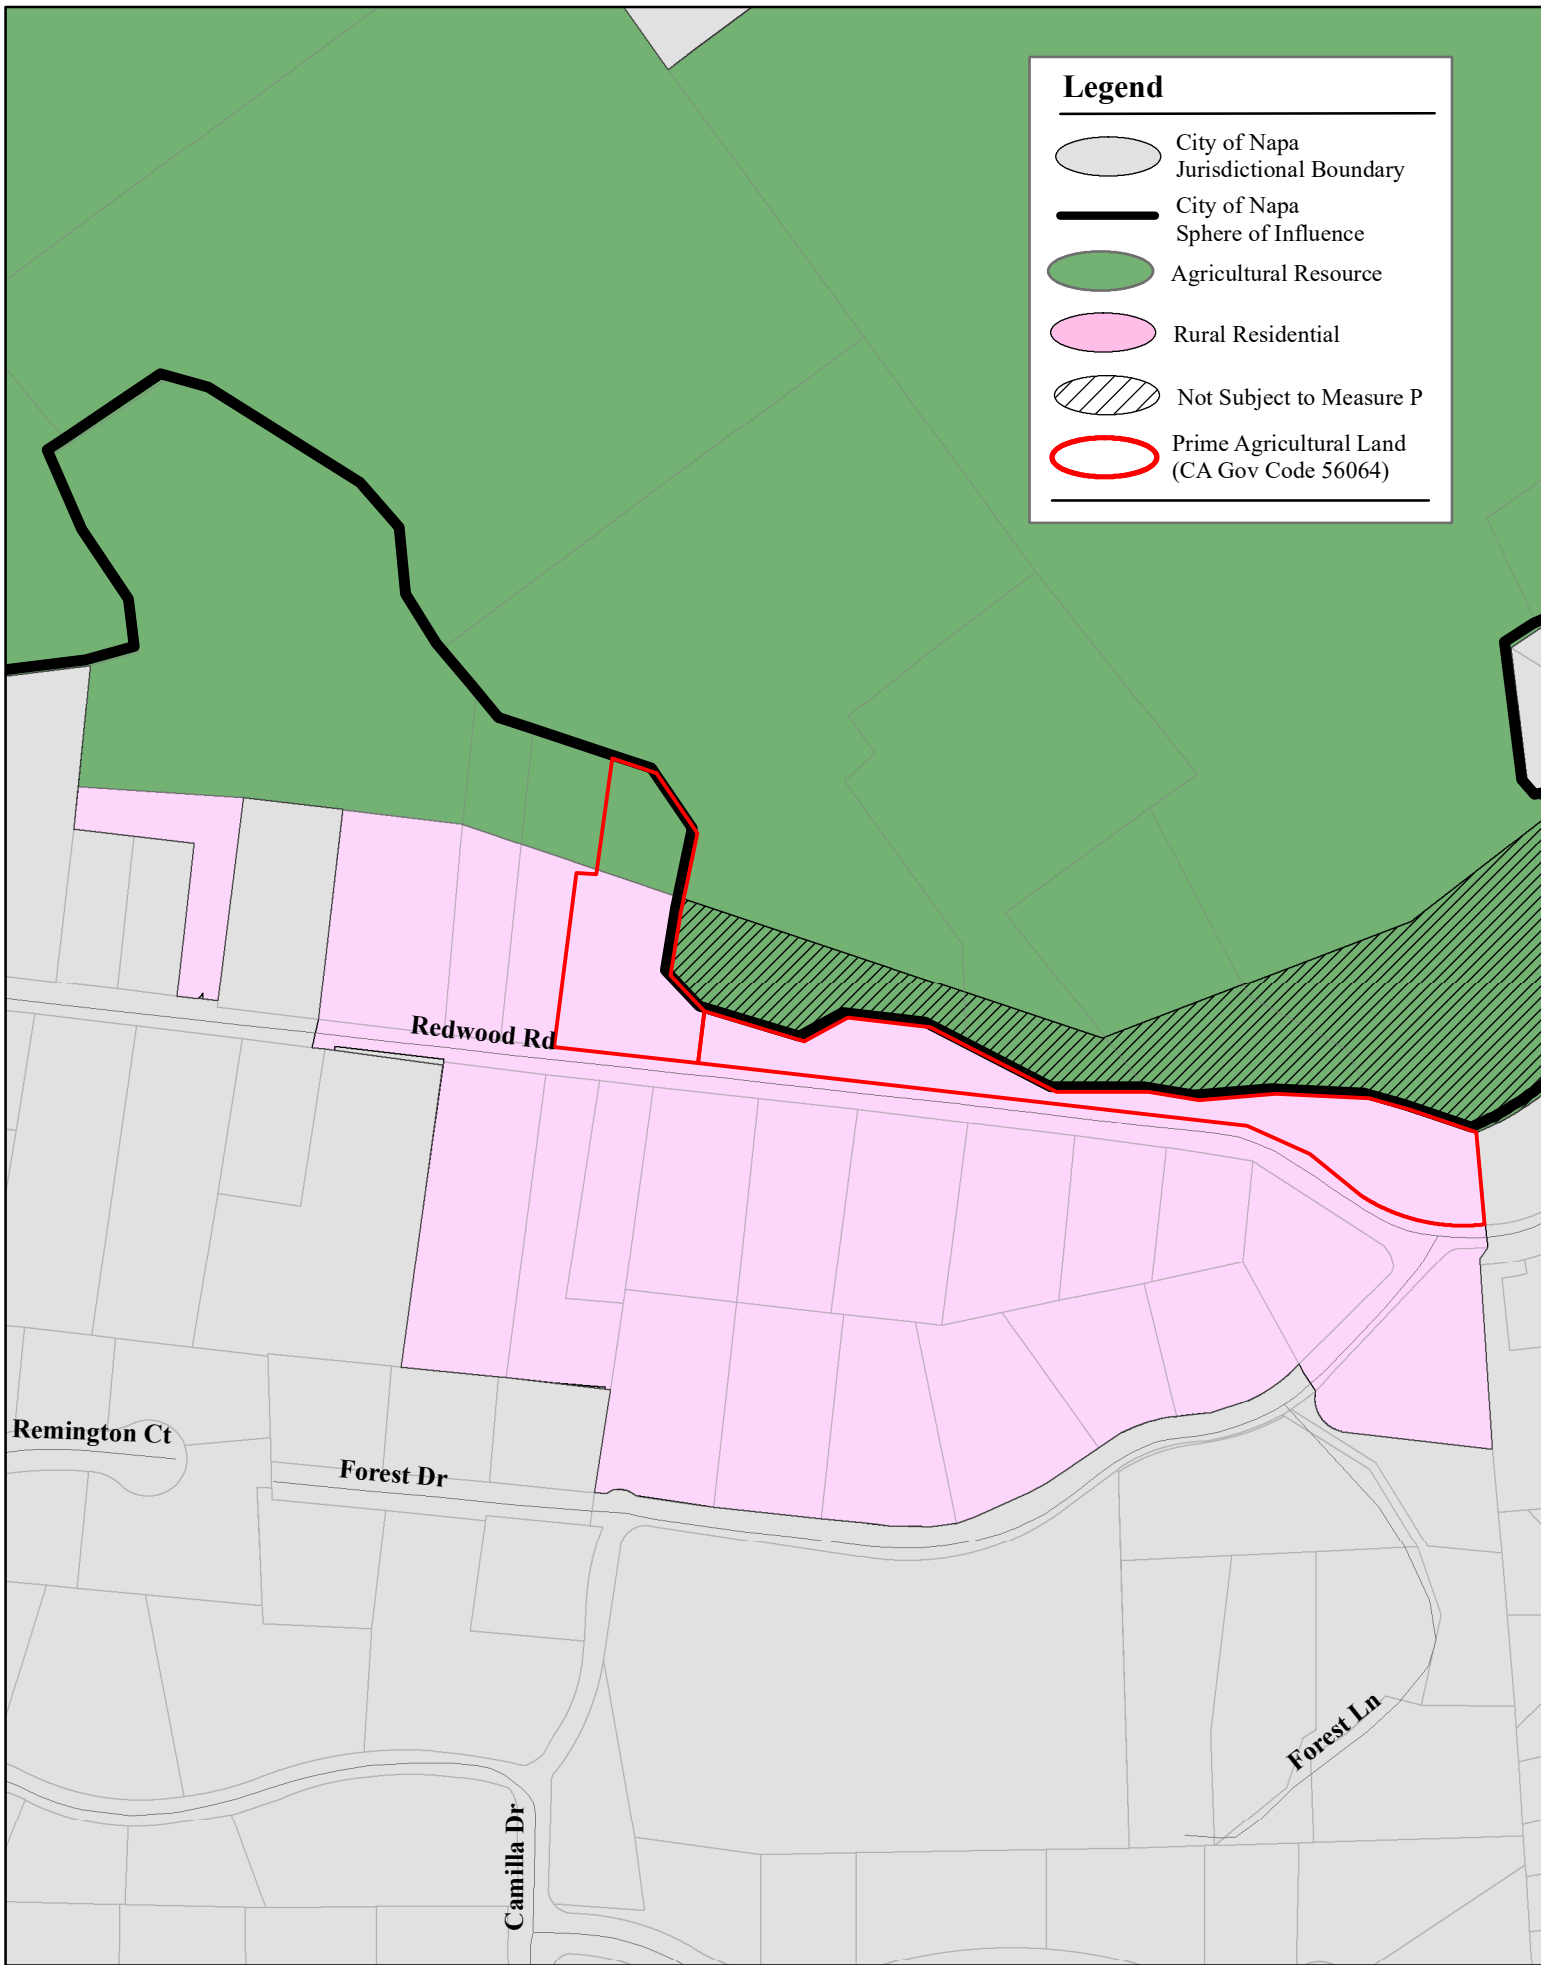 Legend
City of Napa
Jurisdictional Boundary
City of Napa
Sphere of Influence
Agricultural Resource
Rural Residential
Not Subject to Measure P
Prime Agricultural Land
(CA Gov Code 56064)
Redwood Rd
Remington Ct
Forest Dr
Forest Ln
Camilla Dr